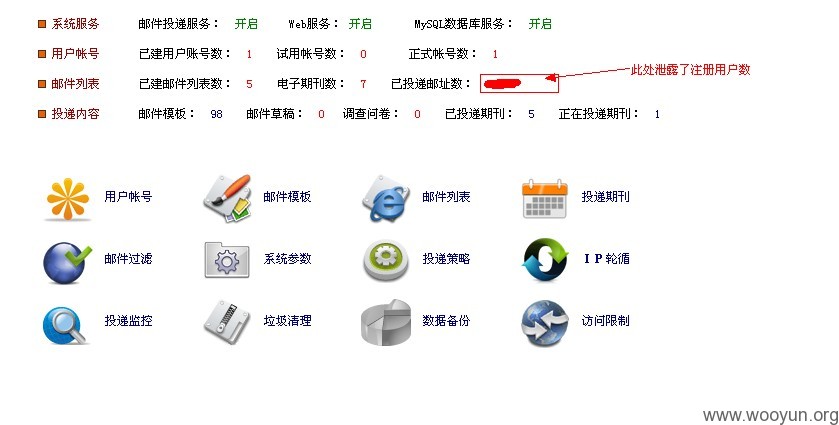 系统服务 邮件投递服务： 开启 Web服务： 开启 MySQL数据库服务： 开启
用户帐号 已建用户账号数： 1 试用帐号数： 0 正式帐号数： 1
此处泄露了注册用户数
邮件列表 已建邮件列表数： 5 电子期刊数： 7 已投递邮址数：
投递内容 邮件模板： 98 邮件草稿： 0 调查问卷： 0 已投递期刊： 5 正在投递期刊： 1
用户帐号 邮件模板 邮件列表 投递期刊
邮件过滤 系统参数 投递策略 ＩＰ轮循
投递监控 垃圾清理 数据备份 访问限制
www.wooyun.org